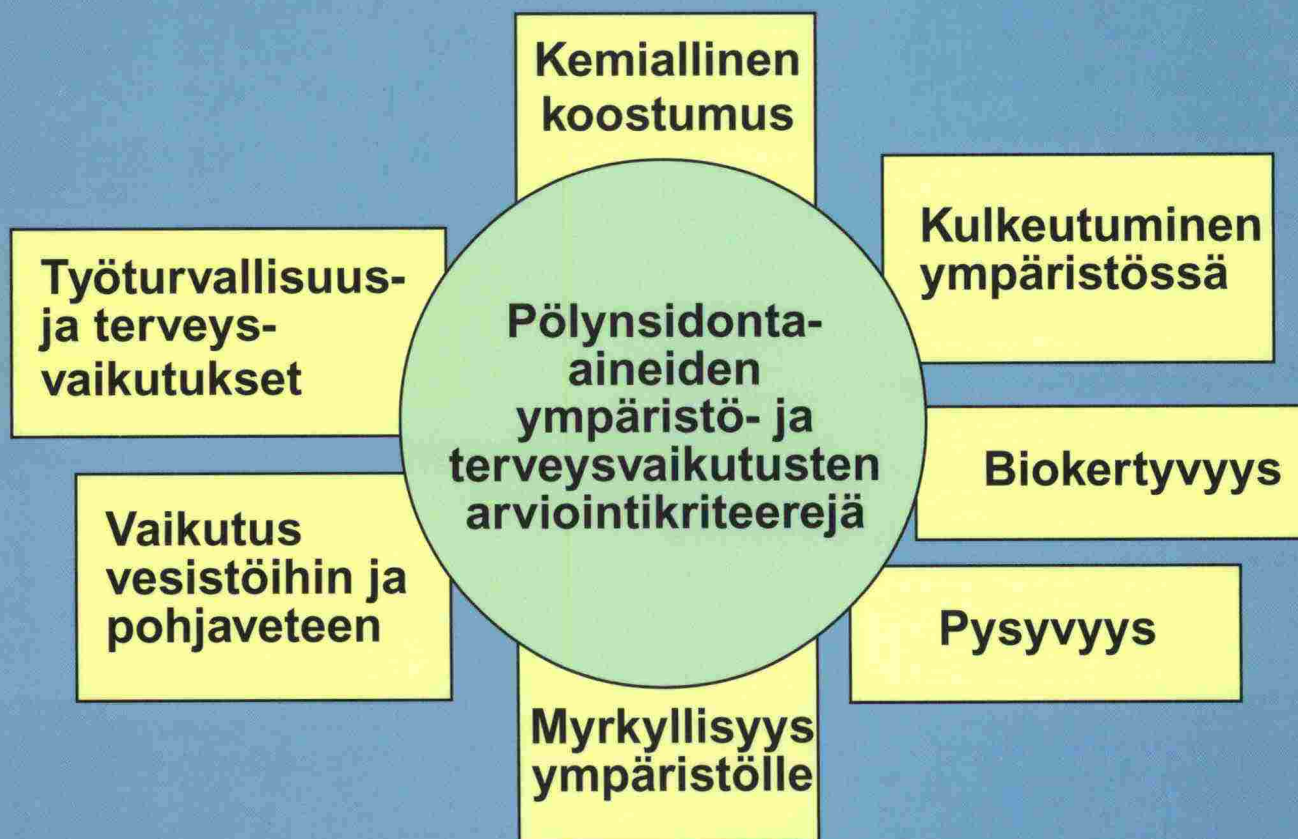 Kemiallinen
koostumus
Kulkeutuminen
ympäristössä
Työturvallisuus-
ja terveys-
vaikutukset
Pölynsidonta-
aineiden
ympäristö- ja
terveysvaikutusten
arviointikriteerejä
Biokertyvyys
Vaikutus
vesistöihin ja
pohjaveteen
Pysyvyys
Myrkyllisyys
ympäristölle